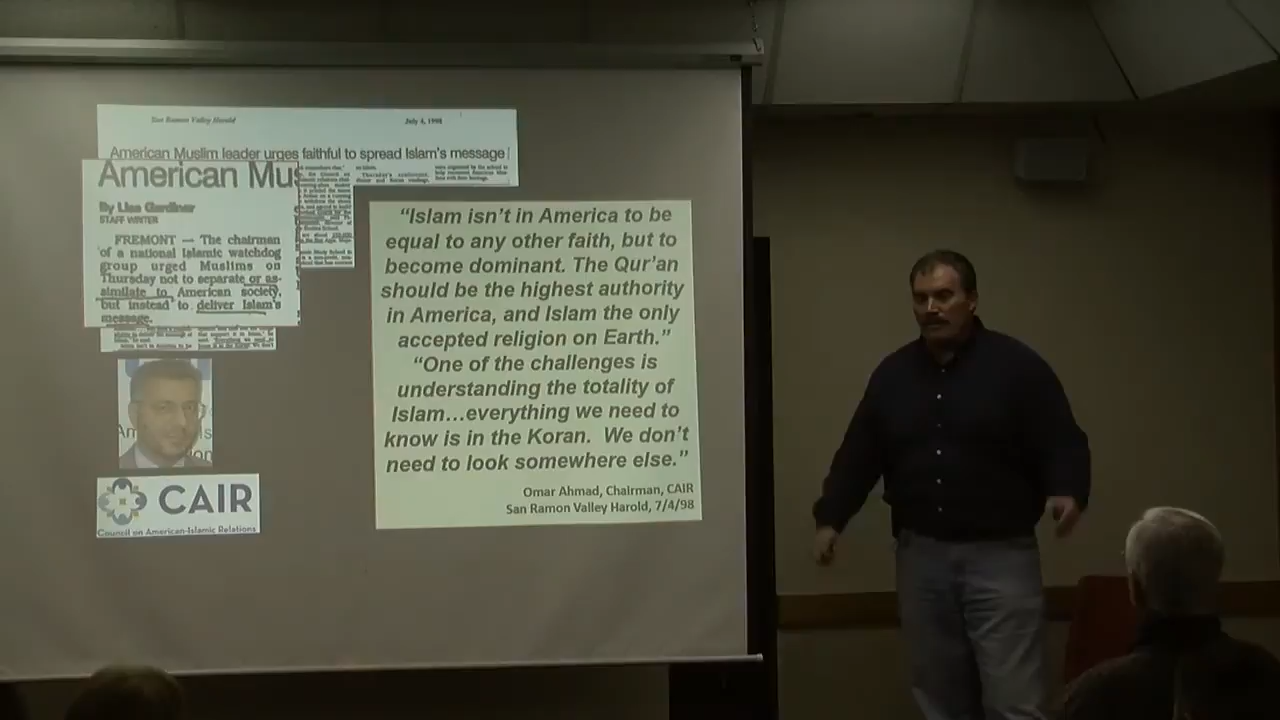 San Ramon Valley Harold July 4, 1998
American Muslim leader urges faithful to spread Islam's message
American Mus
By Lisa Gardiner
STAFF WRITER
FREMONT — The chairman
of a national Islamic watchdog
group urged Muslims on
Thursday not to separate or as-
similate to American society,
but instead to deliver Islam's
message.
CAIR
Council on American-Islamic Relations
“Islam isn't in America to be
equal to any other faith, but to
become dominant. The Qur'an
should be the highest authority
in America, and Islam the only
accepted religion on Earth.”
“One of the challenges is
understanding the totality of
Islam…everything we need to
know is in the Koran. We don't
need to look somewhere else.”
Omar Ahmad, Chairman, CAIR
San Ramon Valley Harold, 7/4/98